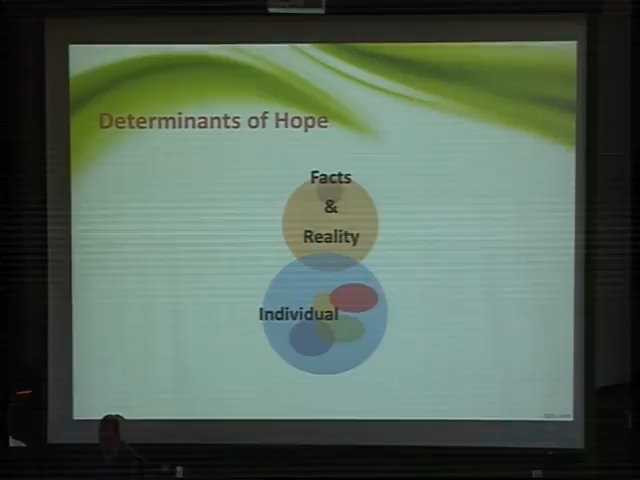 Determinants of Hope
Facts
&
Reality
Individual